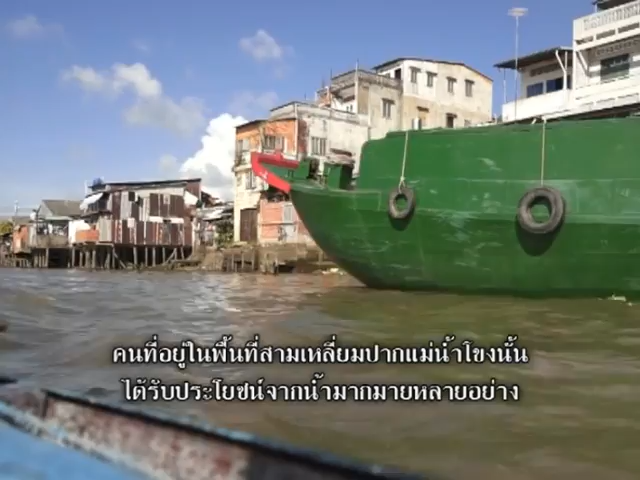 คนที่อยู่ในพื้นที่สามเหลี่ยมปากแม่น้ำโขงนั้น
ได้รับประโยชน์จากน้ำมากมายหลายอย่าง